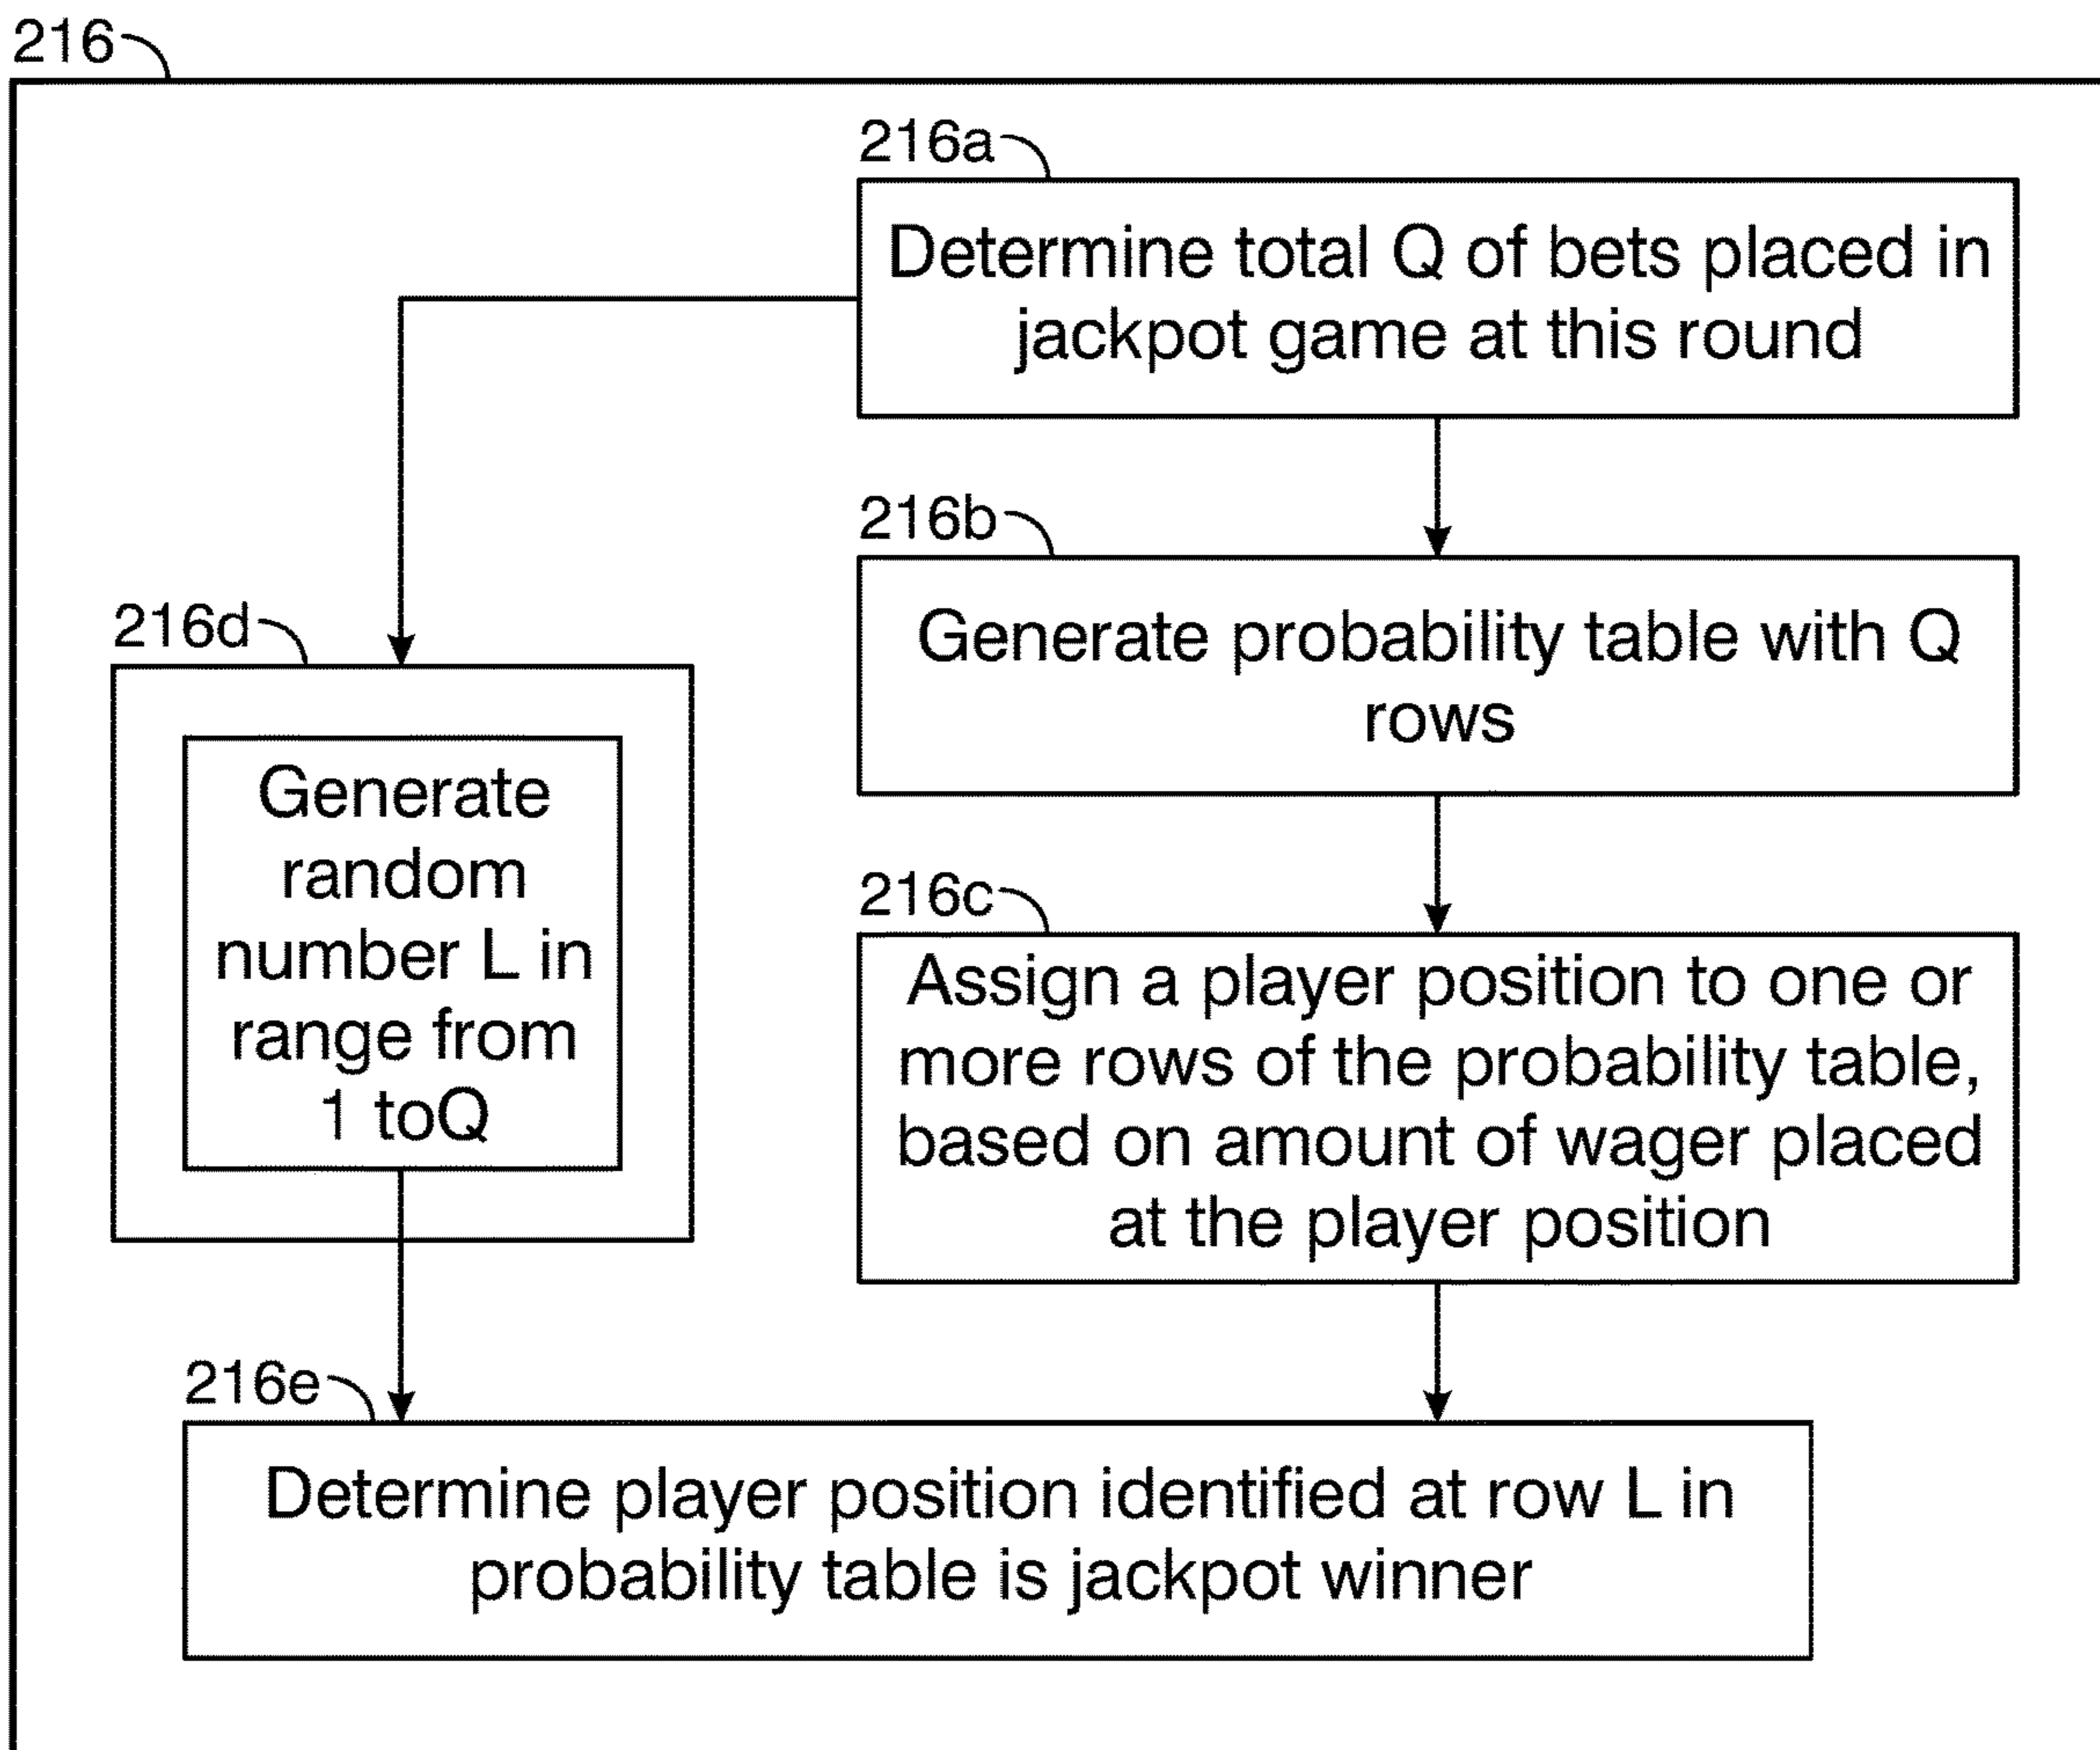 216
216a
Determine total Q of bets placed in
jackpot game at this round
216b
Generate probability table with Q
rows
216d
Generate
random
number L in
range from
1 toQ
216c
Assign a player position to one or
more rows of the probability table,
based on amount of wager placed
at the player position
216e
Determine player position identified at row L in
probability table is jackpot winner